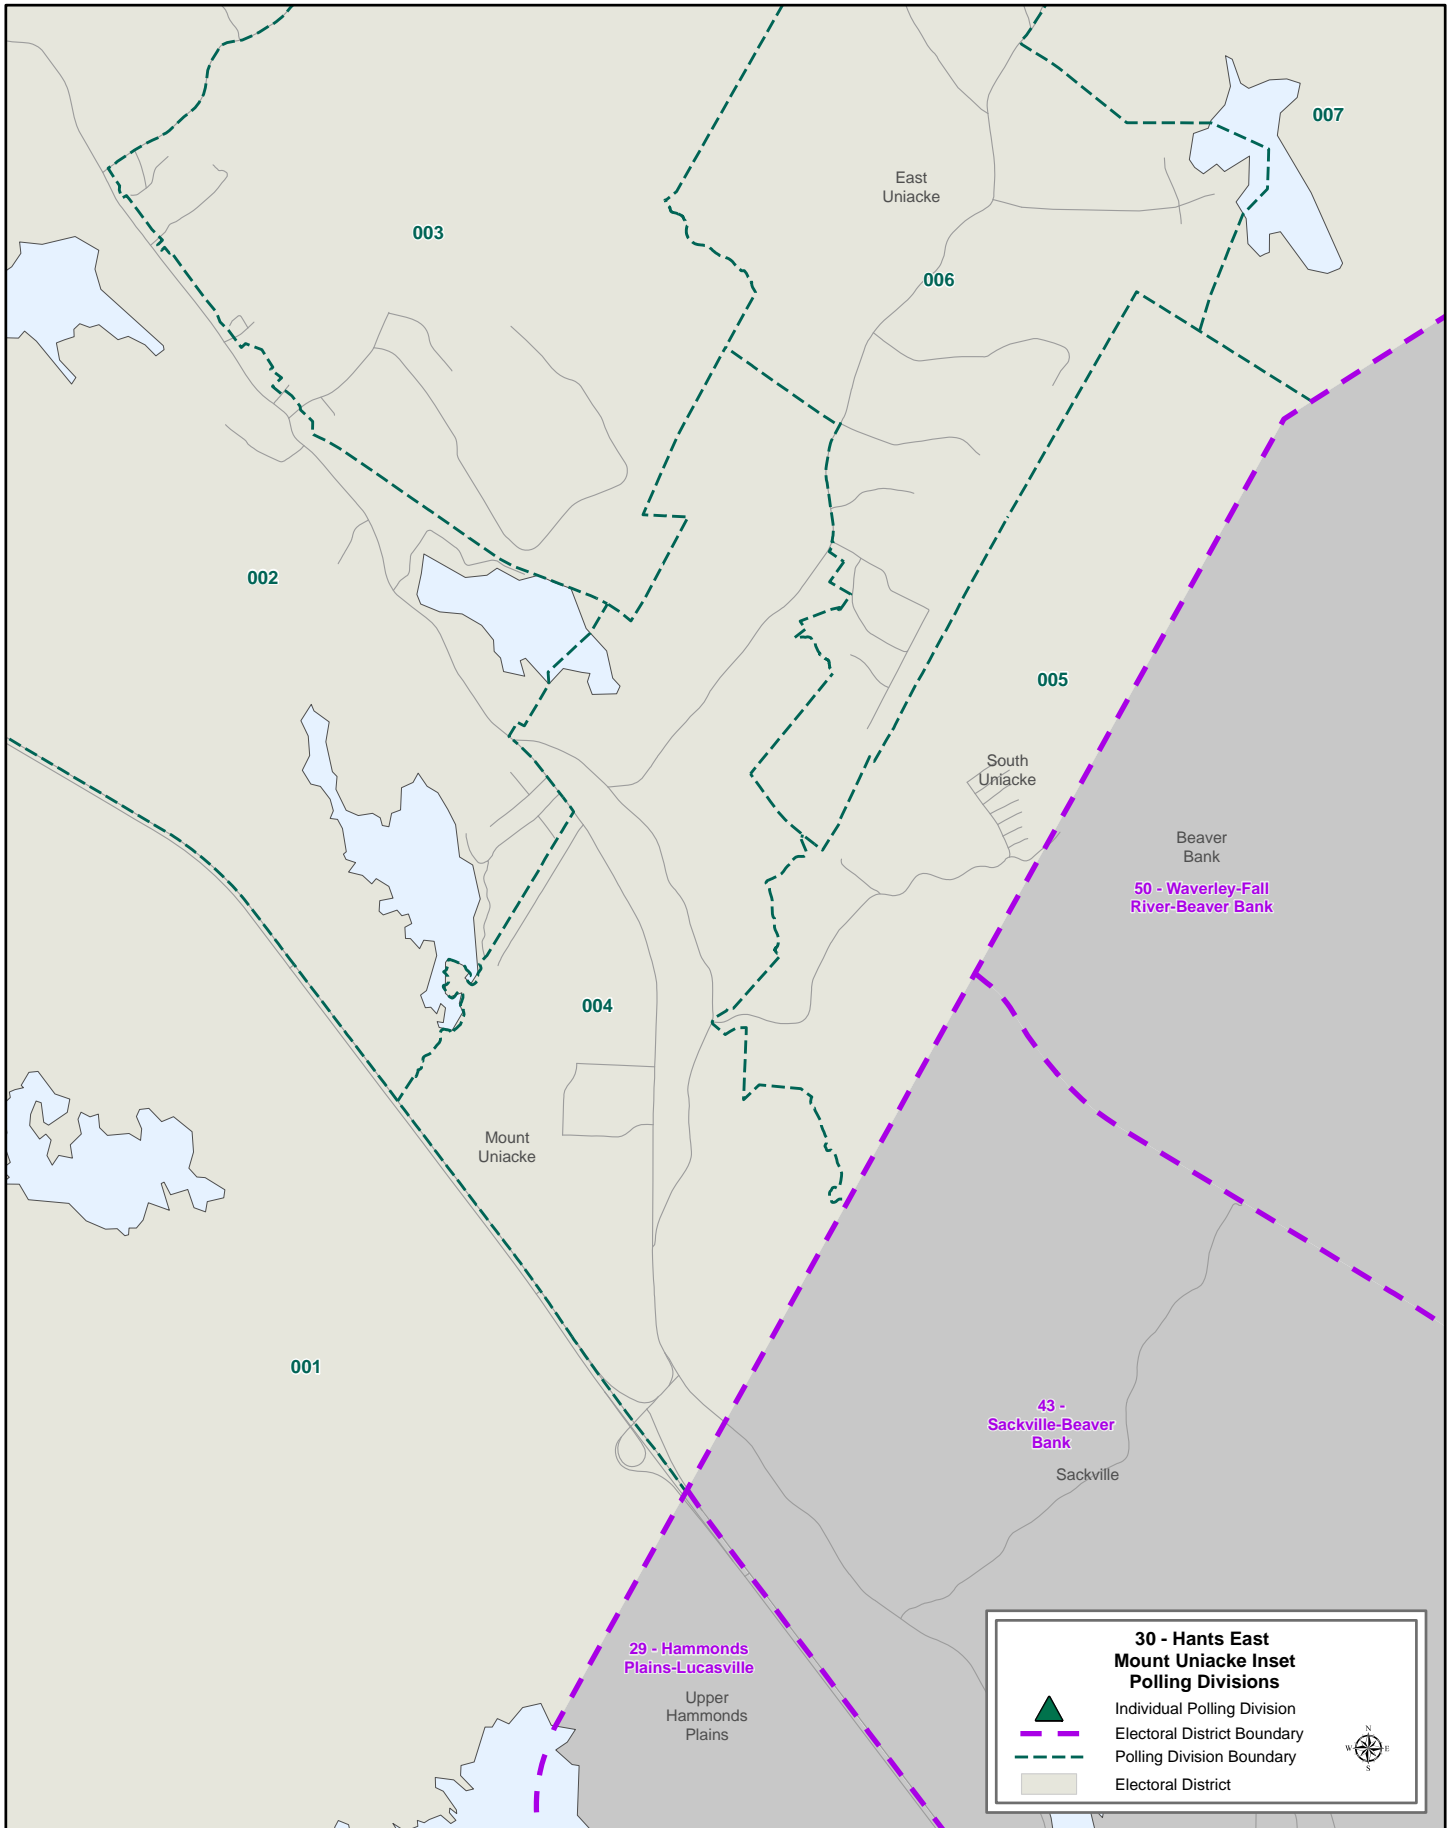 007
East
Uniacke
003
006
002
005
South
Uniacke
Beaver
Bank
50 - Waverley-Fall
River-Beaver Bank
004
Mount
Uniacke
001
43 -
Sackville-Beaver
Bank
Sackville
29 - Hammonds
Plains-Lucasville
Upper
Hammonds
Plains
30 - Hants East
Mount Uniacke Inset
Polling Divisions
Individual Polling Division
Electoral District Boundary
Polling Division Boundary
Electoral District
N
W E
S